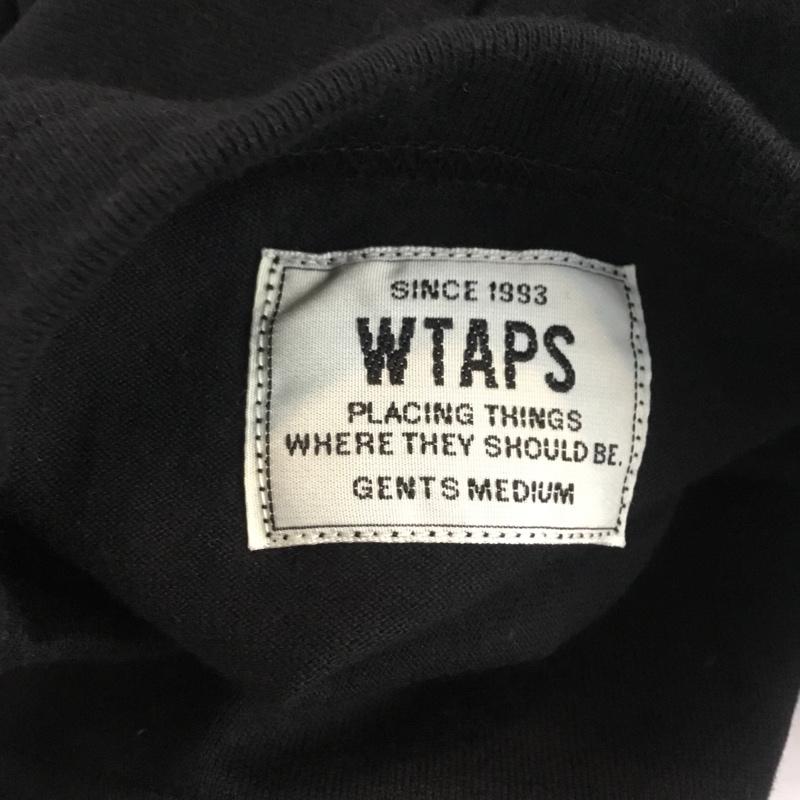 SINCE 1993
WTAPS
PLACING THINGS
WHERE THEY SHOULD BE.
GENTS MEDIUM